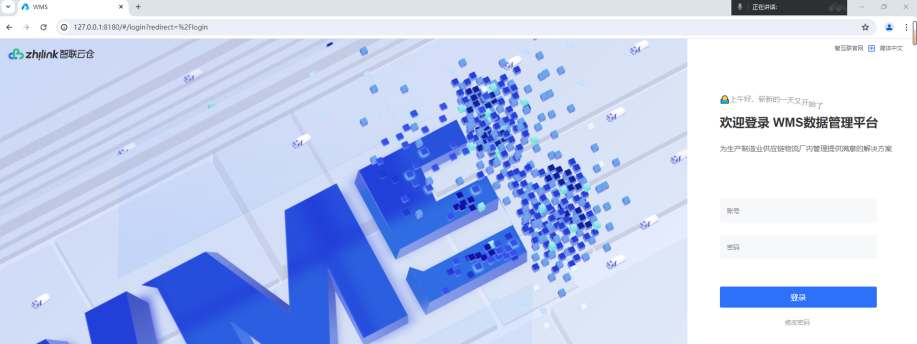 WMS
正在讲话:
127.0.0.1:8180/#/login?redirect=%2Flogin
zhilink 智联云仓
智互联官网 简体中文
上午好，崭新的一天又开始了
欢迎登录 WMS数据管理平台
为生产制造业供应链物流厂内管理提供满意的解决方案
账号
密码
登录
修改密码
WMS